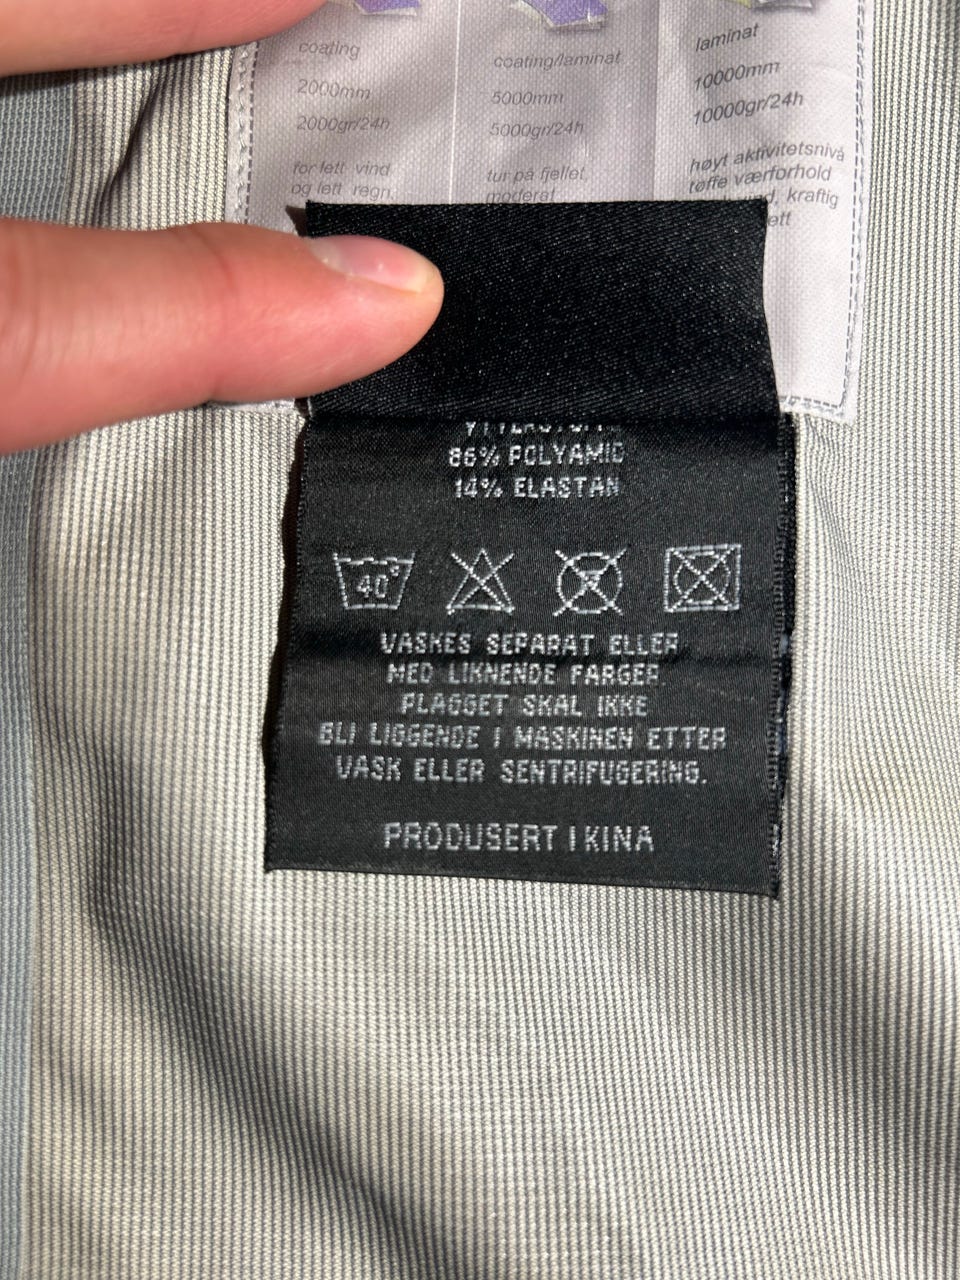 coating
2000mm
2000gr/24h
for lett vind
og lett regn
coating/laminat
5000mm
5000gr/24h
tur på fjellet,
moderat
laminat
10000mm
10000gr/24h
høyt aktivitetsnivå
tøffe værforhold
kraftig
86% POLYAMID
14% ELASTAN
40°
VASKES SEPARAT ELLER
MED LIKNENDE FARGER
PLAGGET SKAL IKKE
BLI LIGGENDE I MASKINEN ETTER
VASK ELLER SENTRIFUGERING.
PRODUSERT I KINA